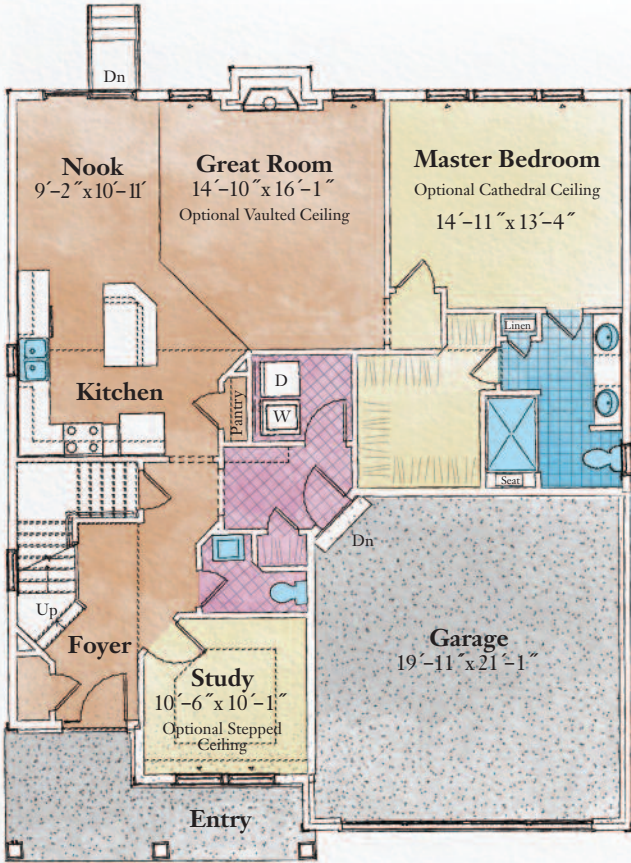 Dn
Nook
9´–2˝ x 10´–11´
Great Room
14´–10˝ x 16´–1˝
Optional Vaulted Ceiling
Master Bedroom
Optional Cathedral Ceiling
14´–11˝ x 13´–4˝
Linen
Kitchen
Pantry
D
W
Seat
Dn
Up
Foyer
Study
10´–6˝ x 10´–1˝
Optional Stepped
Ceiling
Garage
19´–11˝ x 21´–1˝
Entry